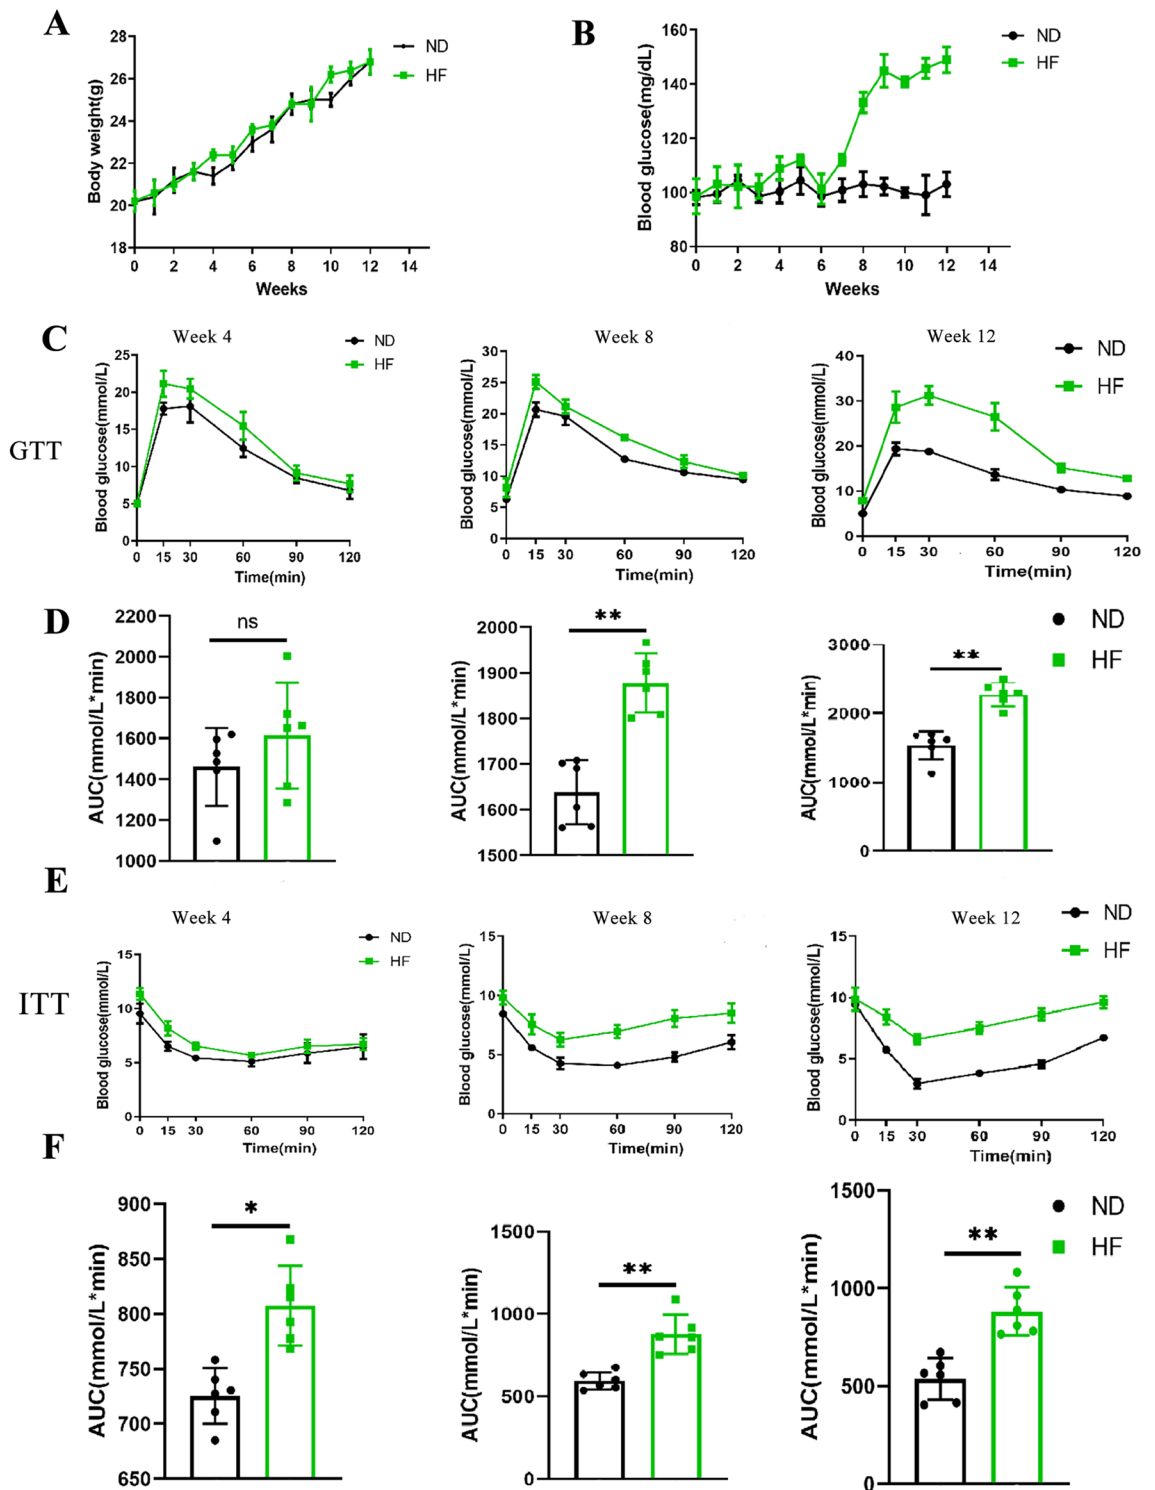 A
Body weight(g)
28
26
24
22
20
18
0 2 4 6 8 10 12 14
Weeks
ND
HF
B
Blood glucose(mg/dL)
160
140
120
100
80
0 2 4 6 8 10 12 14
Weeks
ND
HF
C
GTT
Week 4
Blood glucose(mmol/L)
25
20
15
10
5
0
0 15 30 60 90 120
Time(min)
ND
HF
Week 8
Blood glucose(mmol/L)
30
25
20
15
10
5
0
0 15 30 60 90 120
Time(min)
Week 12
Blood glucose(mmol/L)
40
30
20
10
0
0 15 30 60 90 120
Time(min)
ND
HF
D
AUC(mmol/L*min)
2200
2000
1800
1600
1400
1200
1000
ns
AUC(mmol/L*min)
2000
1900
1800
1700
1600
1500
**
AUC(mmol/L*min)
3000
2000
1000
0
**
ND
HF
E
ITT
Week 4
Blood glucose(mmol/L)
15
10
5
0
0 15 30 60 90 120
Time(min)
ND
HF
Week 8
Blood glucose(mmol/L)
15
10
5
0
0 15 30 60 90 120
Time(min)
Week 12
Blood glucose(mmol/L)
15
10
5
0
0 15 30 60 90 120
Time(min)
ND
HF
F
AUC(mmol/L*min)
900
850
800
750
700
650
*
AUC(mmol/L*min)
1500
1000
500
0
**
AUC(mmol/L*min)
1500
1000
500
0
**
ND
HF